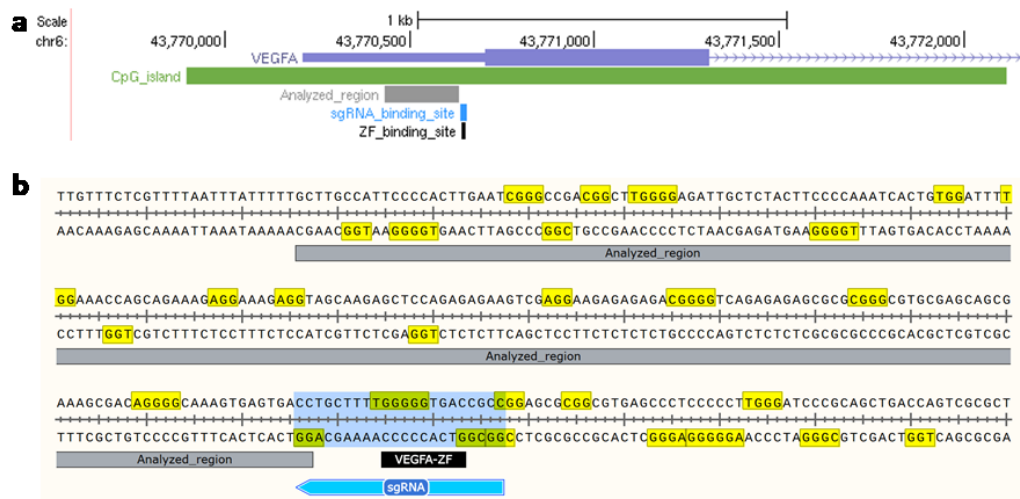 a
Scale 1 kb
chr6: 43,770,000 43,770,500 43,771,000 43,771,500 43,772,000
VEGFA
CpG_island
Analyzed_region
sgRNA_binding_site
ZF_binding_site
b
TTGTTTCTCGTTTTAATTTATTTTTGCTTGCCATTCCCCACTTGAATCGGGCCGACGGCTTGGGGAGATTGCTCTACTTCCCCAAATCACTGTGGATTTT
AACAAAGAGCAAAATTAAATAAAAACGAACGGTAAGGGGTGAACTTAGCCCGGCTGCCGAACCCCTCTAACGAGATGAAGGGGTTTAGTGACACCTAAAA
Analyzed_region
GGAAACCAGCAGAAAGAGGAAAGAGGTAGCAAGAGCTCCAGAGAGAAGTCGAGGAAGAGAGAGACGGGGTCAGAGAGAGCGCGCGGGCGTGCGAGCAGCG
CCTTTGGTCGTCTTTCTCCTTTCTCCATCGTTCTCGAGGTCTCTCTTCAGCTCCTTCTCTCTCTGCCCCAGTCTCTCTCGCGCGCCCGCACGCTCGTCGC
Analyzed_region
AAAGCGACAGGGGCAAAGTGAGTGACCTGCTTTTGGGGGTGACCGCCGGAGCGCGGCGTGAGCCCTCCCCCTTGGGATCCCGCAGCTGACCAGTCGCGCT
TTTCGCTGTCCCCGTTTCACTCACTGGACGAAAACCCCCACTGGCGGCCTCGCGCCGCACTCGGGAGGGGGAACCCTAGGGCGTCGACTGGTCAGCGCGA
Analyzed_region VEGFA-ZF
sgRNA